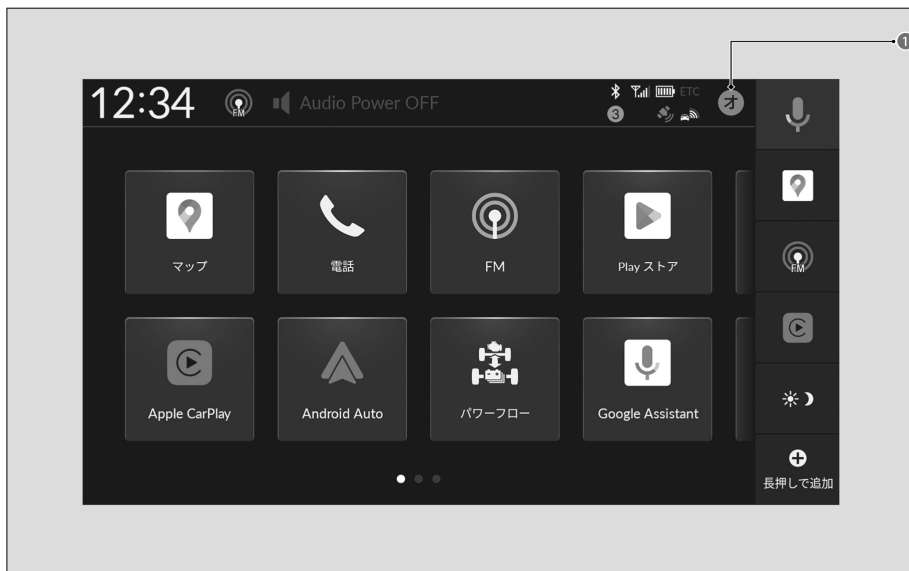 1
12:34
FM
Audio Power OFF
ETC
3
オ
マップ
電話
FM
Play ストア
FM
Apple CarPlay
Android Auto
パワーフロー
Google Assistant
長押しで追加